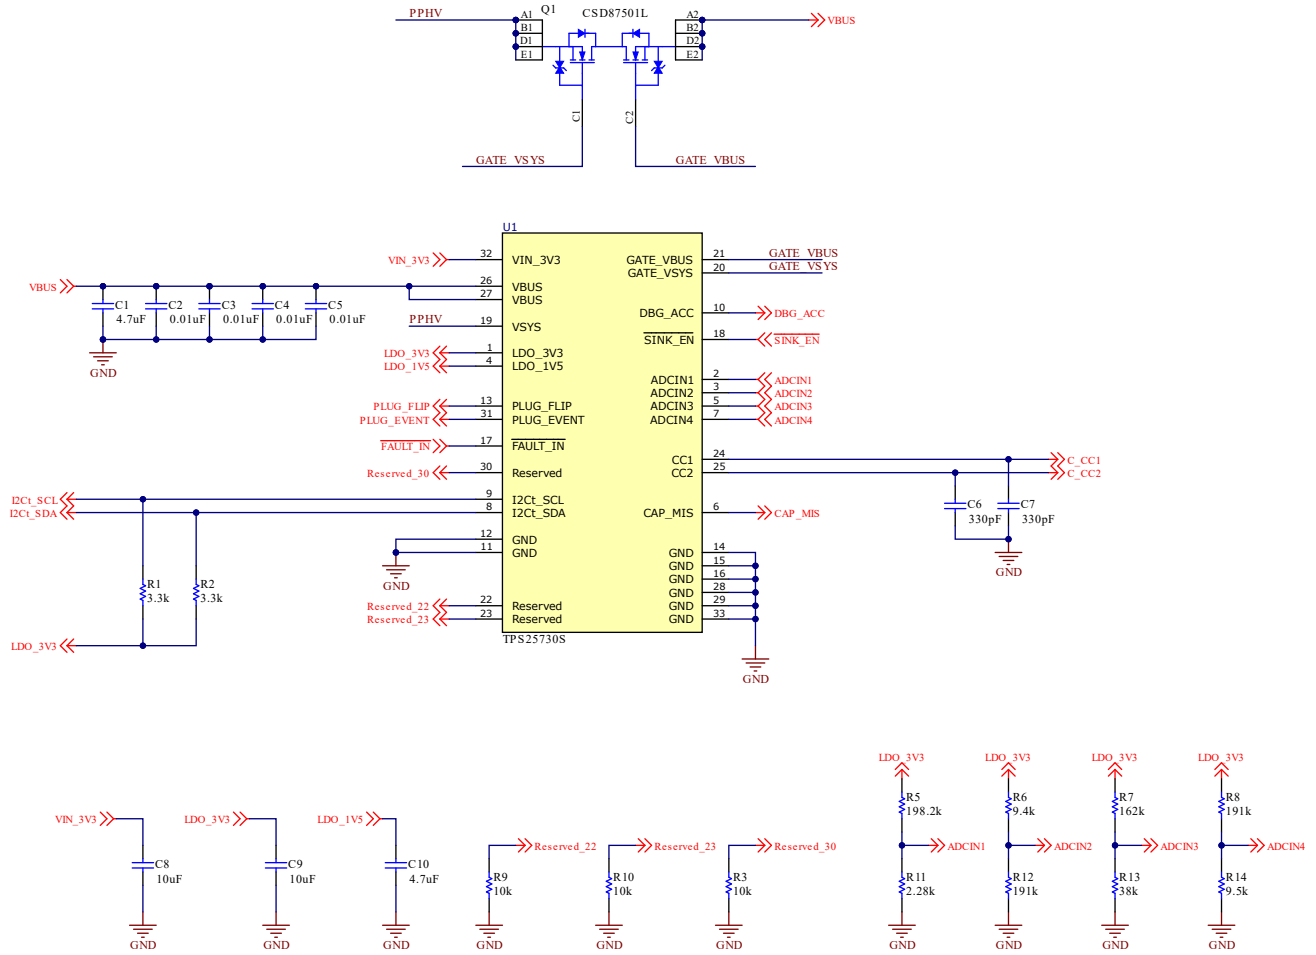 PPHV
Q1
CSD87501L
A1
B1
D1
E1
A2
B2
D2
E2
VBUS
C1
C2
GATE_VSYS
GATE_VBUS
U1
VIN_3V3
32
VIN_3V3
VBUS
26
VBUS
27
VBUS
PPHV
19
VSYS
LDO_3V3
1
LDO_3V3
LDO_1V5
4
LDO_1V5
PLUG_FLIP
13
PLUG_FLIP
PLUG_EVENT
31
PLUG_EVENT
FAULT_IN
17
FAULT_IN
Reserved_30
30
Reserved
I2Ct_SCL
9
I2Ct_SCL
I2Ct_SDA
8
I2Ct_SDA
12
GND
11
GND
GND
Reserved_22
22
Reserved
Reserved_23
23
Reserved
TPS25730S
GATE_VBUS
21
GATE_VBUS
GATE_VSYS
20
GATE_VSYS
DBG_ACC
10
DBG_ACC
SINK_EN
18
SINK_EN
ADCIN1
2
ADCIN1
ADCIN2
3
ADCIN2
ADCIN3
5
ADCIN3
ADCIN4
7
ADCIN4
CC1
24
C_CC1
CC2
25
C_CC2
CAP_MIS
6
CAP_MIS
GND
14
GND
15
GND
16
GND
28
GND
29
GND
33
GND
C1
4.7uF
C2
0.01uF
C3
0.01uF
C4
0.01uF
C5
0.01uF
GND
C6
330pF
C7
330pF
GND
R1
3.3k
R2
3.3k
LDO_3V3
VIN_3V3
C8
10uF
GND
LDO_3V3
C9
10uF
GND
LDO_1V5
C10
4.7uF
GND
Reserved_22
R9
10k
GND
Reserved_23
R10
10k
GND
Reserved_30
R3
10k
GND
LDO_3V3
R5
198.2k
ADCIN1
R11
2.28k
GND
LDO_3V3
R6
9.4k
ADCIN2
R12
191k
GND
LDO_3V3
R7
162k
ADCIN3
R13
38k
GND
LDO_3V3
R8
191k
ADCIN4
R14
9.5k
GND